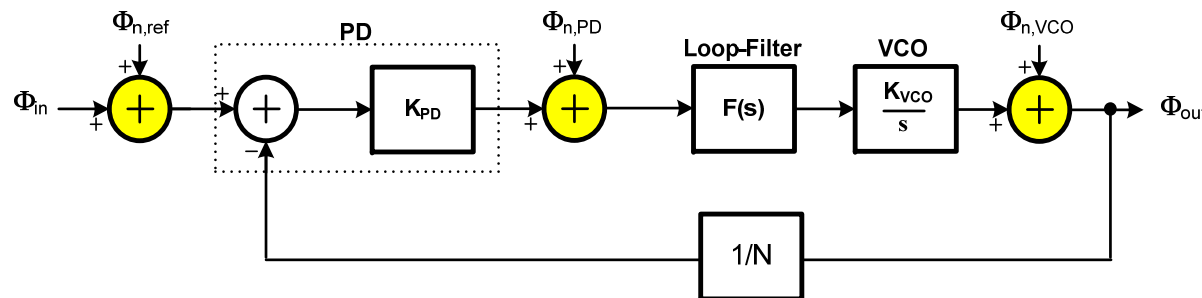 Φn,ref
PD
Φn,PD
Loop-Filter
VCO
Φn,VCO
+
+
+
+
Φin
+
+
+
KPD
+
+
F(s)
KVCO
s
+
+
Φout
−
1/N